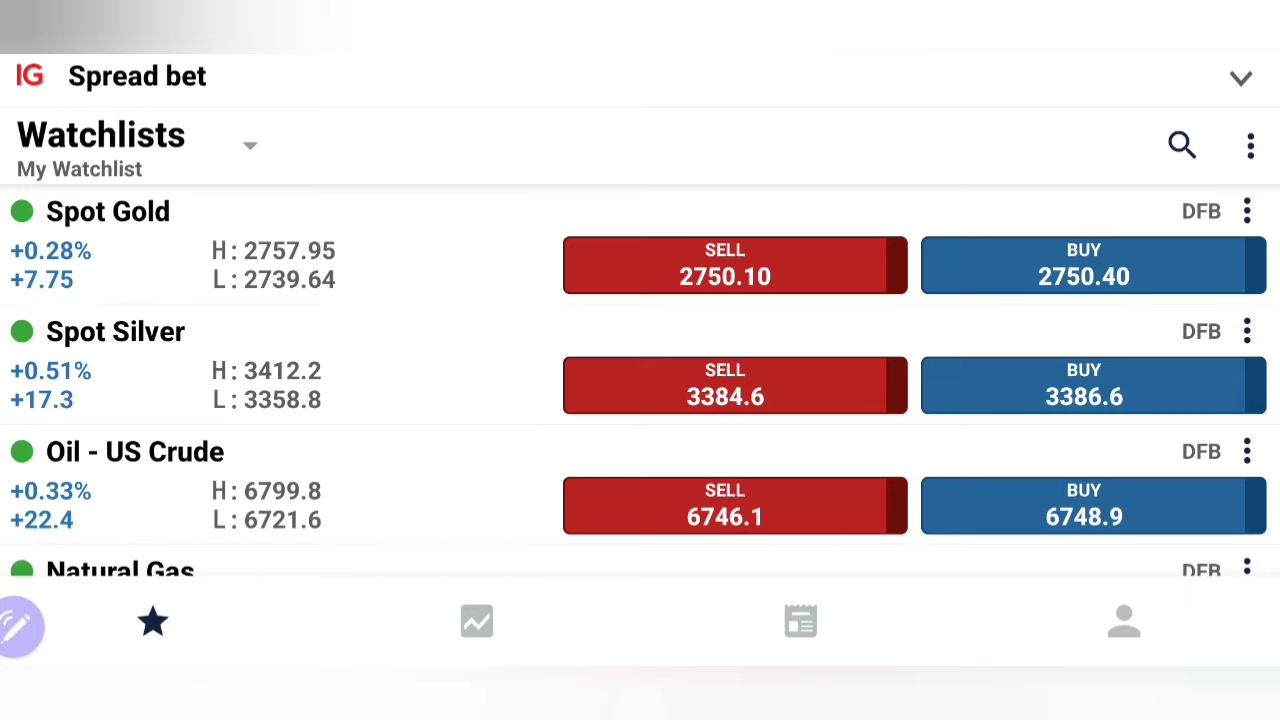 IG Spread bet
Watchlists
My Watchlist
Spot Gold DFB
+0.28% H: 2757.95 SELL BUY
+7.75 L: 2739.64 2750.10 2750.40
Spot Silver DFB
+0.51% H: 3412.2 SELL BUY
+17.3 L: 3358.8 3384.6 3386.6
Oil - US Crude DFB
+0.33% H: 6799.8 SELL BUY
+22.4 L: 6721.6 6746.1 6748.9
Natural Gas DFB